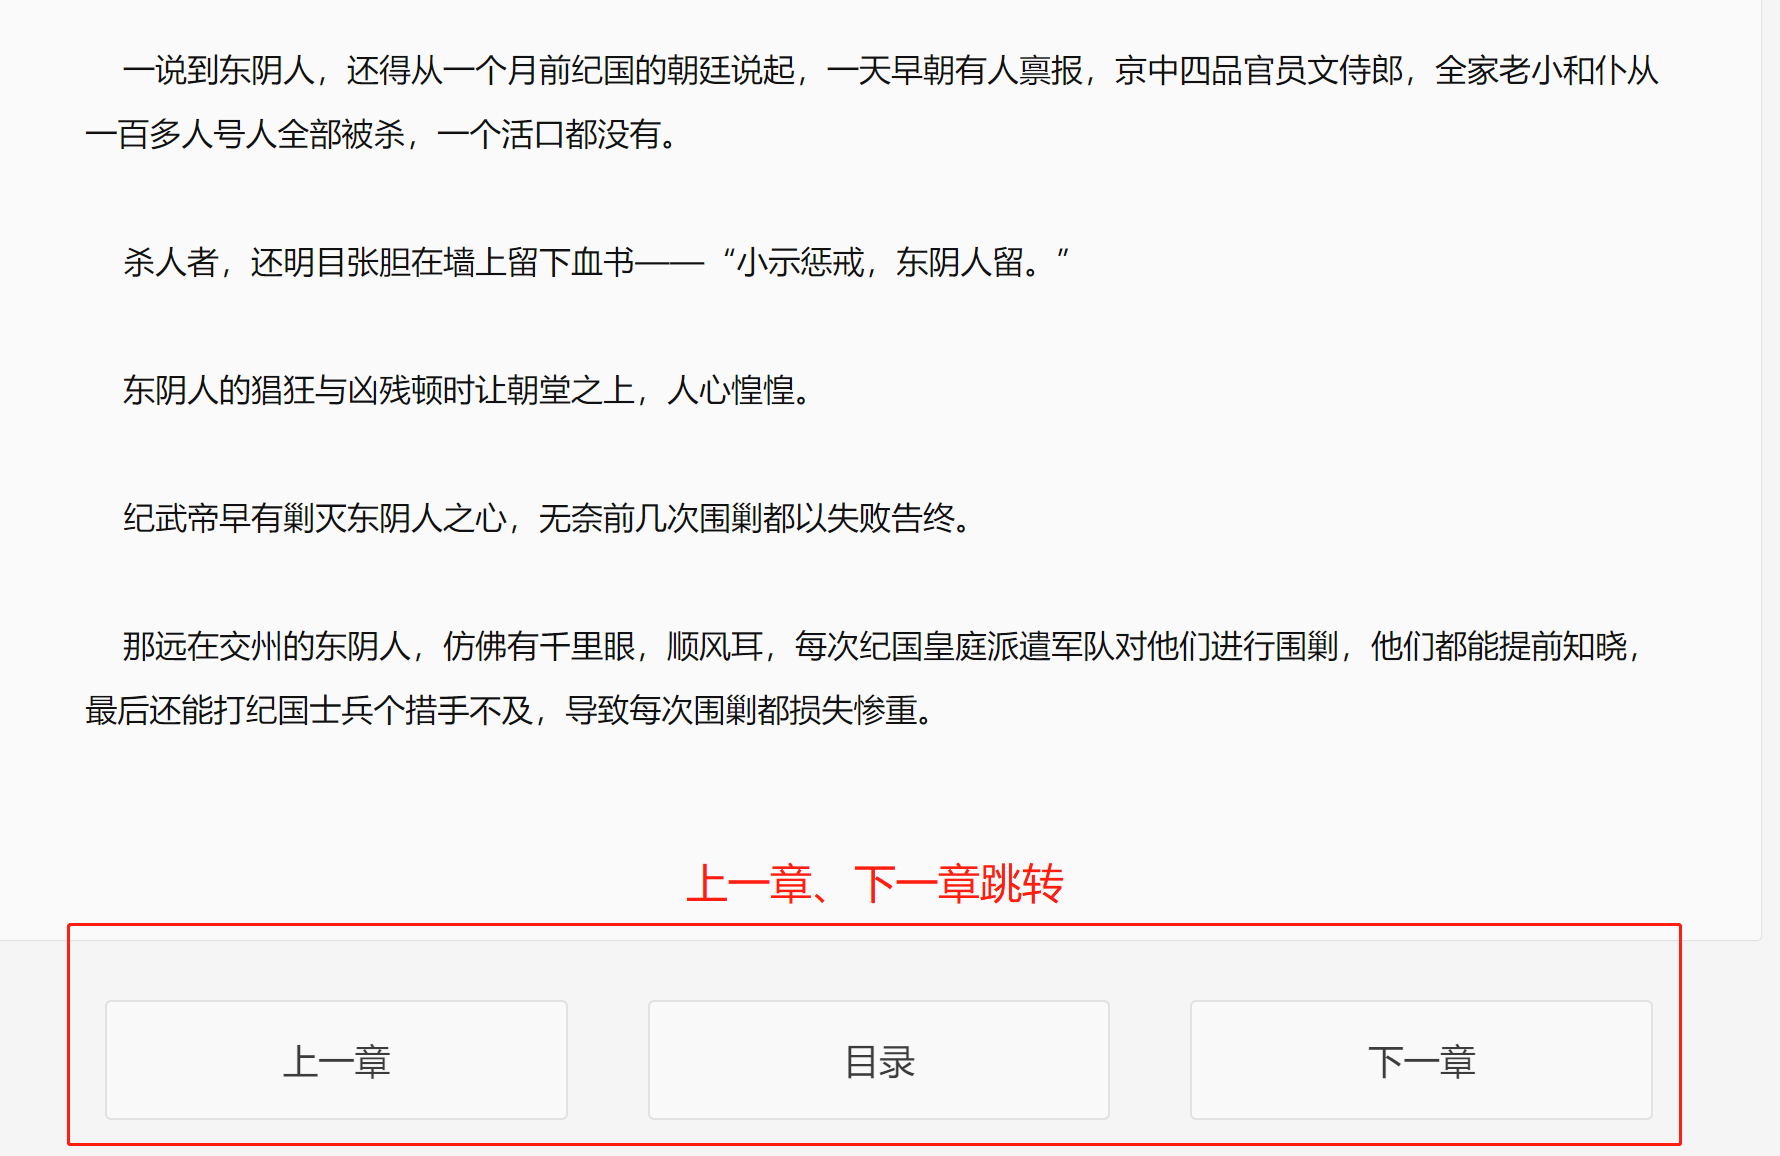 一说到东阴人，还得从一个月前纪国的朝廷说起，一天早朝有人禀报，京中四品官员文侍郎，全家老小和仆从
一百多人号人全部被杀，一个活口都没有。
杀人者，还明目张胆在墙上留下血书——“小示惩戒，东阴人留。”
东阴人的猖狂与凶残顿时让朝堂之上，人心惶惶。
纪武帝早有剿灭东阴人之心，无奈前几次围剿都以失败告终。
那远在交州的东阴人，仿佛有千里眼，顺风耳，每次纪国皇庭派遣军队对他们进行围剿，他们都能提前知晓，
最后还能打纪国士兵个措手不及，导致每次围剿都损失惨重。
上一章、下一章跳转
上一章
目录
下一章